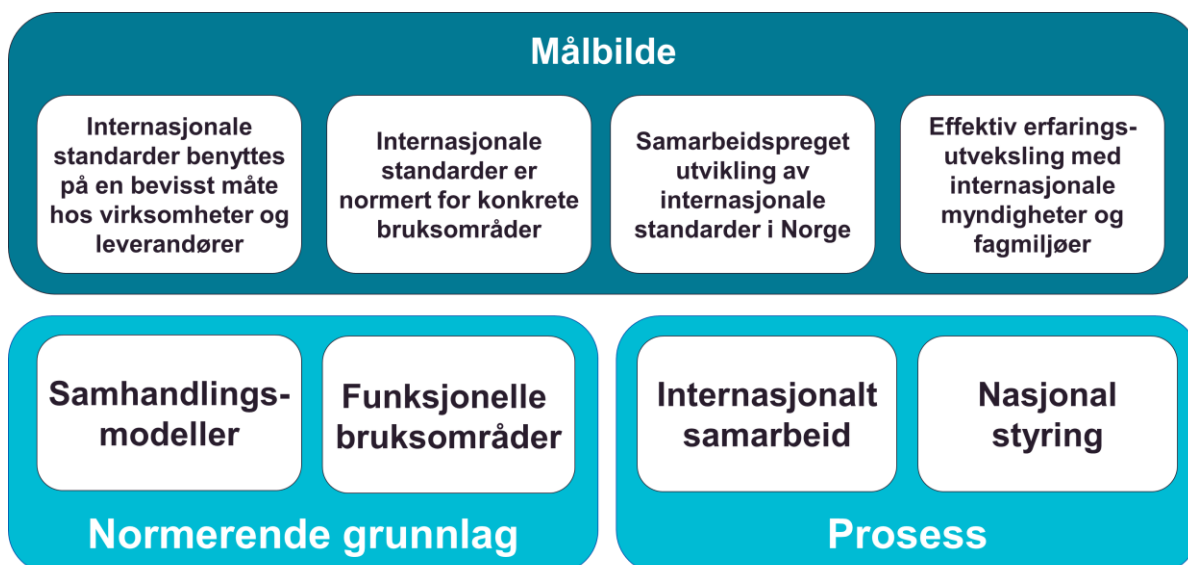 Målbilde
Internasjonale
standarder benyttes
på en bevisst måte
hos virksomheter og
leverandører
Internasjonale
standarder er
normert for konkrete
bruksområder
Samarbeidspreget
utvikling av
internasjonale
standarder i Norge
Effektiv erfarings-
utveksling med
internasjonale
myndigheter og
fagmiljøer
Samhandlings-
modeller
Funksjonelle
bruksområder
Normerende grunnlag
Internasjonalt
samarbeid
Nasjonal
styring
Prosess